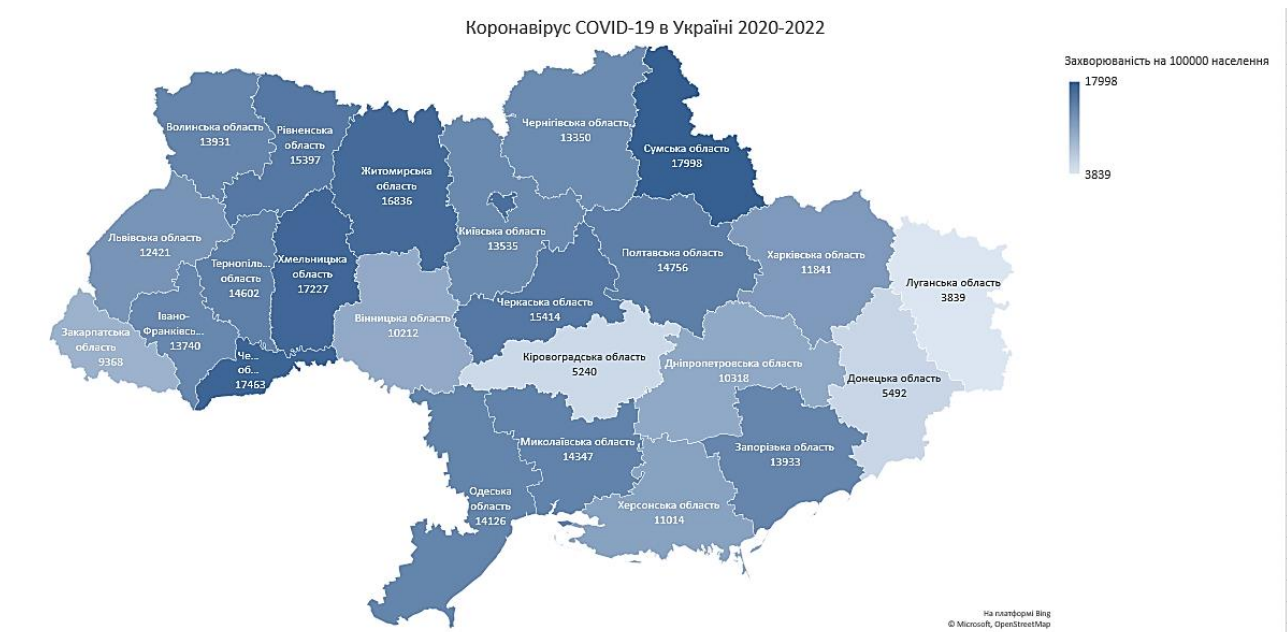 Коронавірус COVID-19 в Україні 2020-2022
Захворюваність на 100000 населення
17998
3839
Волинська область
13931
Рівненська
область
15397
Житомирська
область
16836
Чернігівська область
13350
Сумська область
17998
Київська область
13535
Львівська область
12421
Тернопіль...
область
14602
Хмельницька
область
17227
Полтавська область
14756
Харківська область
11841
Луганська область
3839
Закарпатська
область
9368
Івано-
Франківсь...
13740
Че...
об...
17463
Вінницька область
10212
Черкаська область
15414
Кіровоградська область
5240
Дніпропетровська область
10318
Донецька область
5492
Миколаївська область
14347
Запорізька область
13933
Одеська
область
14126
Херсонська область
11014
На платформі Bing
© Microsoft, OpenStreetMap